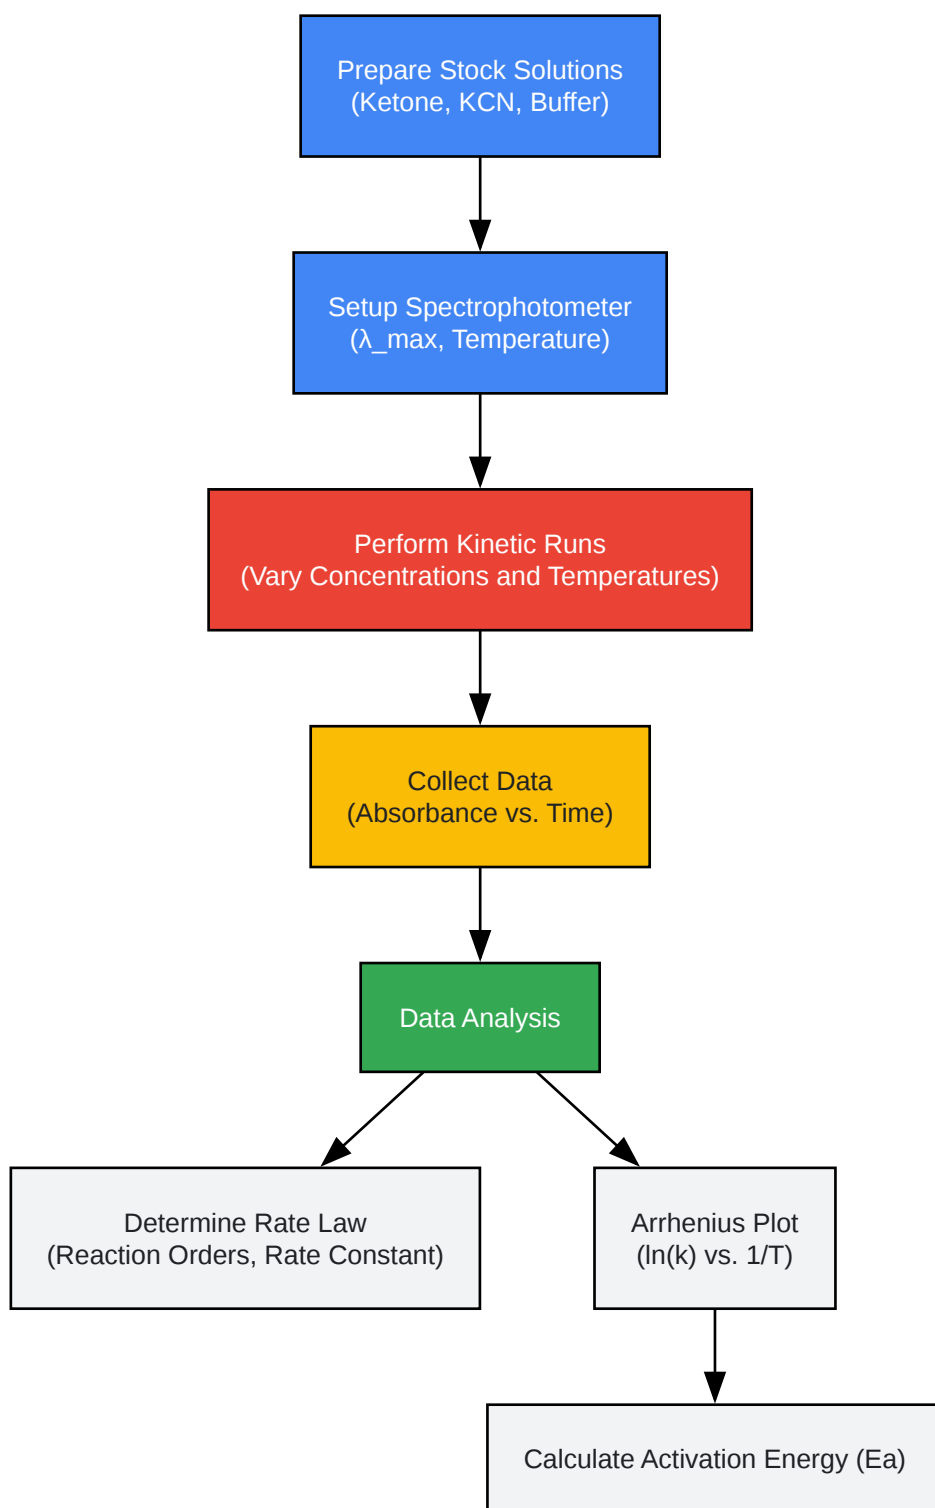 Prepare Stock Solutions
(Ketone, KCN, Buffer)
Setup Spectrophotometer
(λ_max, Temperature)
Perform Kinetic Runs
(Vary Concentrations and Temperatures)
Collect Data
(Absorbance vs. Time)
Data Analysis
Determine Rate Law
(Reaction Orders, Rate Constant)
Arrhenius Plot
(ln(k) vs. 1/T)
Calculate Activation Energy (Ea)